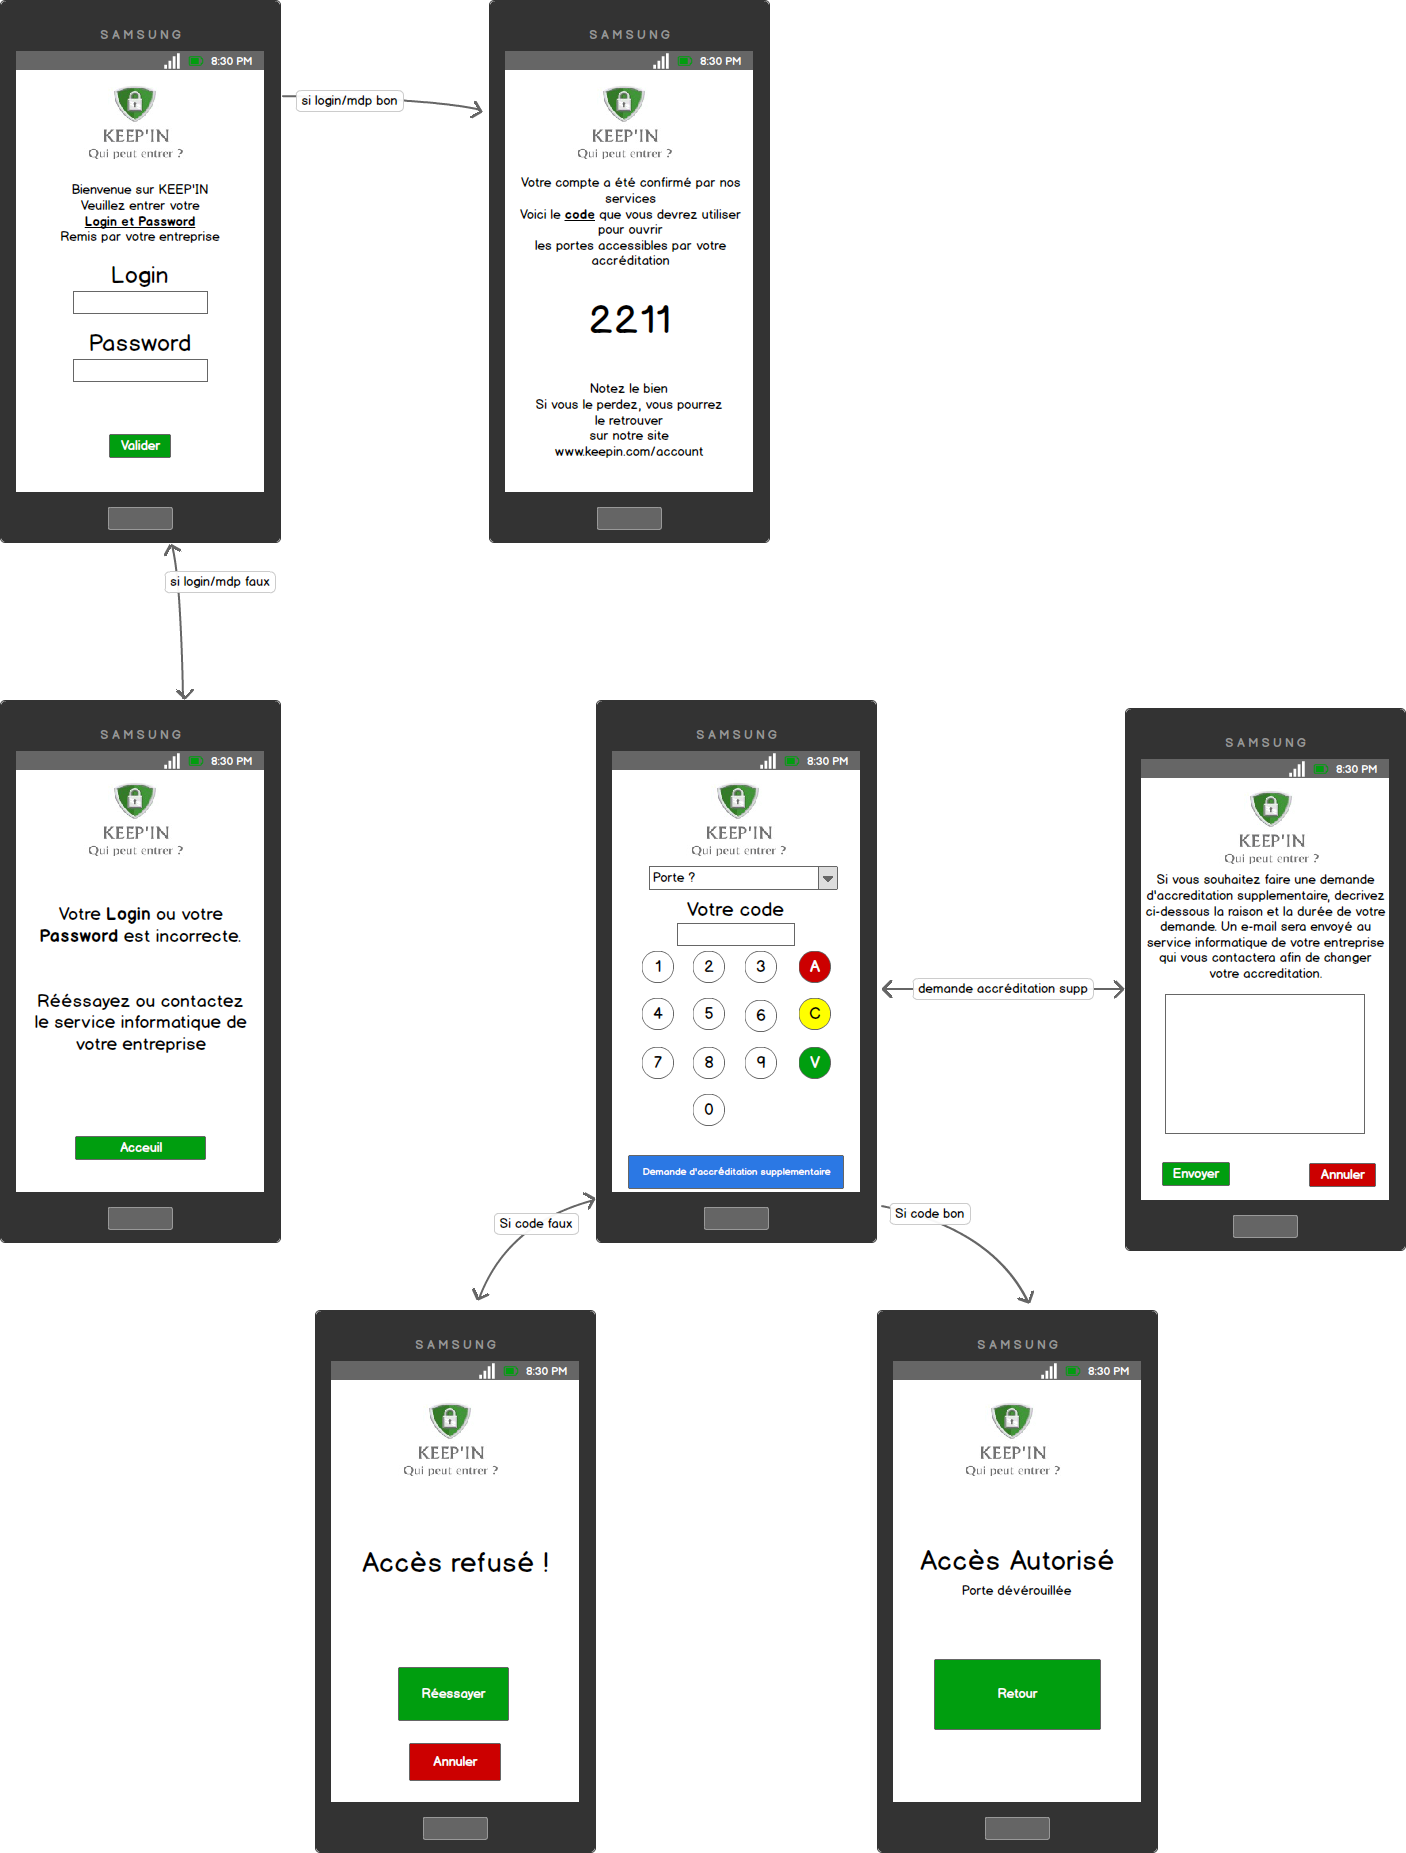 SAMSUNG
8:30 PM
KEEP'IN
Qui peut entrer ?
Bienvenue sur KEEP'IN
Veuillez entrer votre
Login et Password
Remis par votre entreprise
Login
Password
Valider
si login/mdp bon
SAMSUNG
8:30 PM
KEEP'IN
Qui peut entrer ?
Votre compte a été confirmé par nos
services
Voici le code que vous devrez utiliser
pour ouvrir
les portes accessibles par votre
accréditation
2211
Notez le bien
Si vous le perdez, vous pourrez
le retrouver
sur notre site
www.keepin.com/account
si login/mdp faux
SAMSUNG
8:30 PM
KEEP'IN
Qui peut entrer ?
Votre Login ou votre
Password est incorrecte.
Rééssayez ou contactez
le service informatique de
votre entreprise
Acceuil
SAMSUNG
8:30 PM
KEEP'IN
Qui peut entrer ?
Porte ?
Votre code
1 2 3 A
4 5 6 C
7 8 9 V
0
Demande d'accréditation supplementaire
demande accréditation supp
SAMSUNG
8:30 PM
KEEP'IN
Qui peut entrer ?
Si vous souhaitez faire une demande
d'accreditation supplementaire, decrivez
ci-dessous la raison et la durée de votre
demande. Un e-mail sera envoyé au
service informatique de votre entreprise
qui vous contactera afin de changer
votre accreditation.
Envoyer
Annuler
Si code faux
Si code bon
SAMSUNG
8:30 PM
KEEP'IN
Qui peut entrer ?
Accès refusé !
Réessayer
Annuler
SAMSUNG
8:30 PM
KEEP'IN
Qui peut entrer ?
Accès Autorisé
Porte dévérouillée
Retour